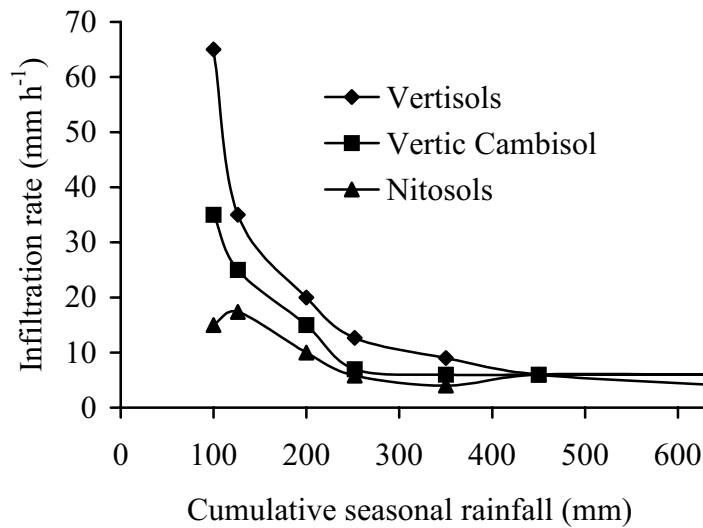 70
60
50
40
30
20
10
0
Infiltration rate (mm h-1)
Vertisols
Vertic Cambisol
Nitosols
0 100 200 300 400 500 600
Cumulative seasonal rainfall (mm)